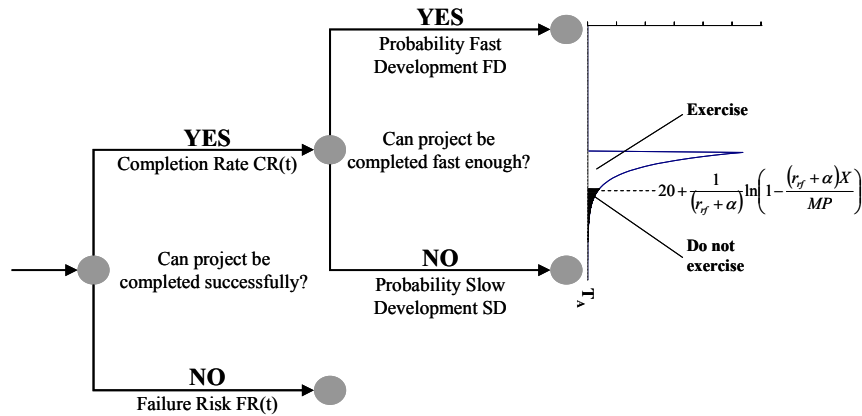 YES
Probability Fast
Development FD
Exercise
YES
Completion Rate CR(t)
Can project be
completed fast enough?
20 + 1/(r_rf + α) ln(1 − (r_rf + α)X/MP)
Can project be
completed successfully?
NO
Probability Slow
Development SD
Do not
exercise
T_A
NO
Failure Risk FR(t)